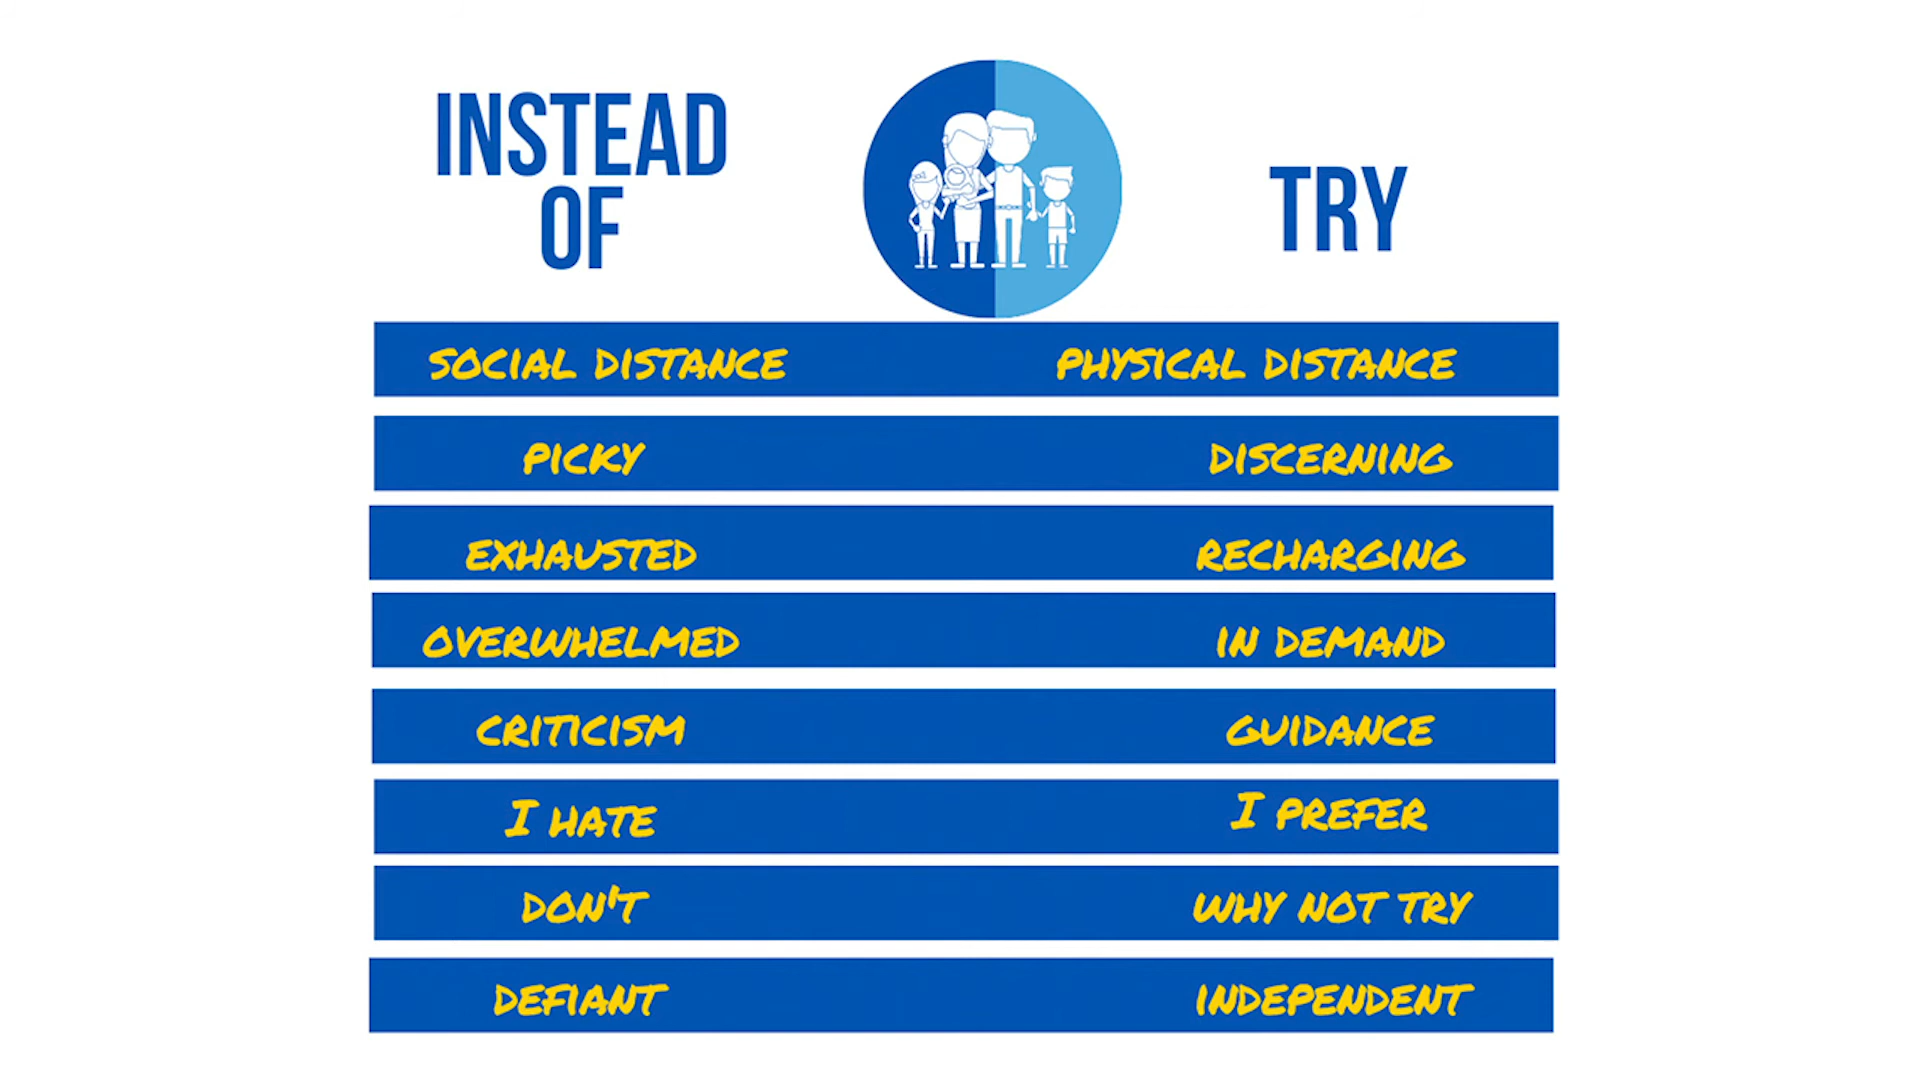 INSTEAD
OF
TRY
SOCIAL DISTANCE PHYSICAL DISTANCE
PICKY DISCERNING
EXHAUSTED RECHARGING
OVERWHELMED IN DEMAND
CRITICISM GUIDANCE
I HATE I PREFER
DON'T WHY NOT TRY
DEFIANT INDEPENDENT